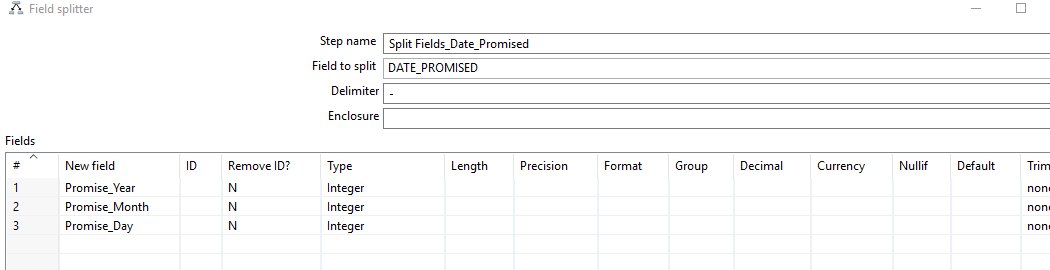 Field splitter
Step name Split Fields_Date_Promised
Field to split DATE_PROMISED
Delimiter -
Enclosure
Fields
# New field ID Remove ID? Type Length Precision Format Group Decimal Currency Nullif Default Trim
1 Promise_Year N Integer none
2 Promise_Month N Integer none
3 Promise_Day N Integer none